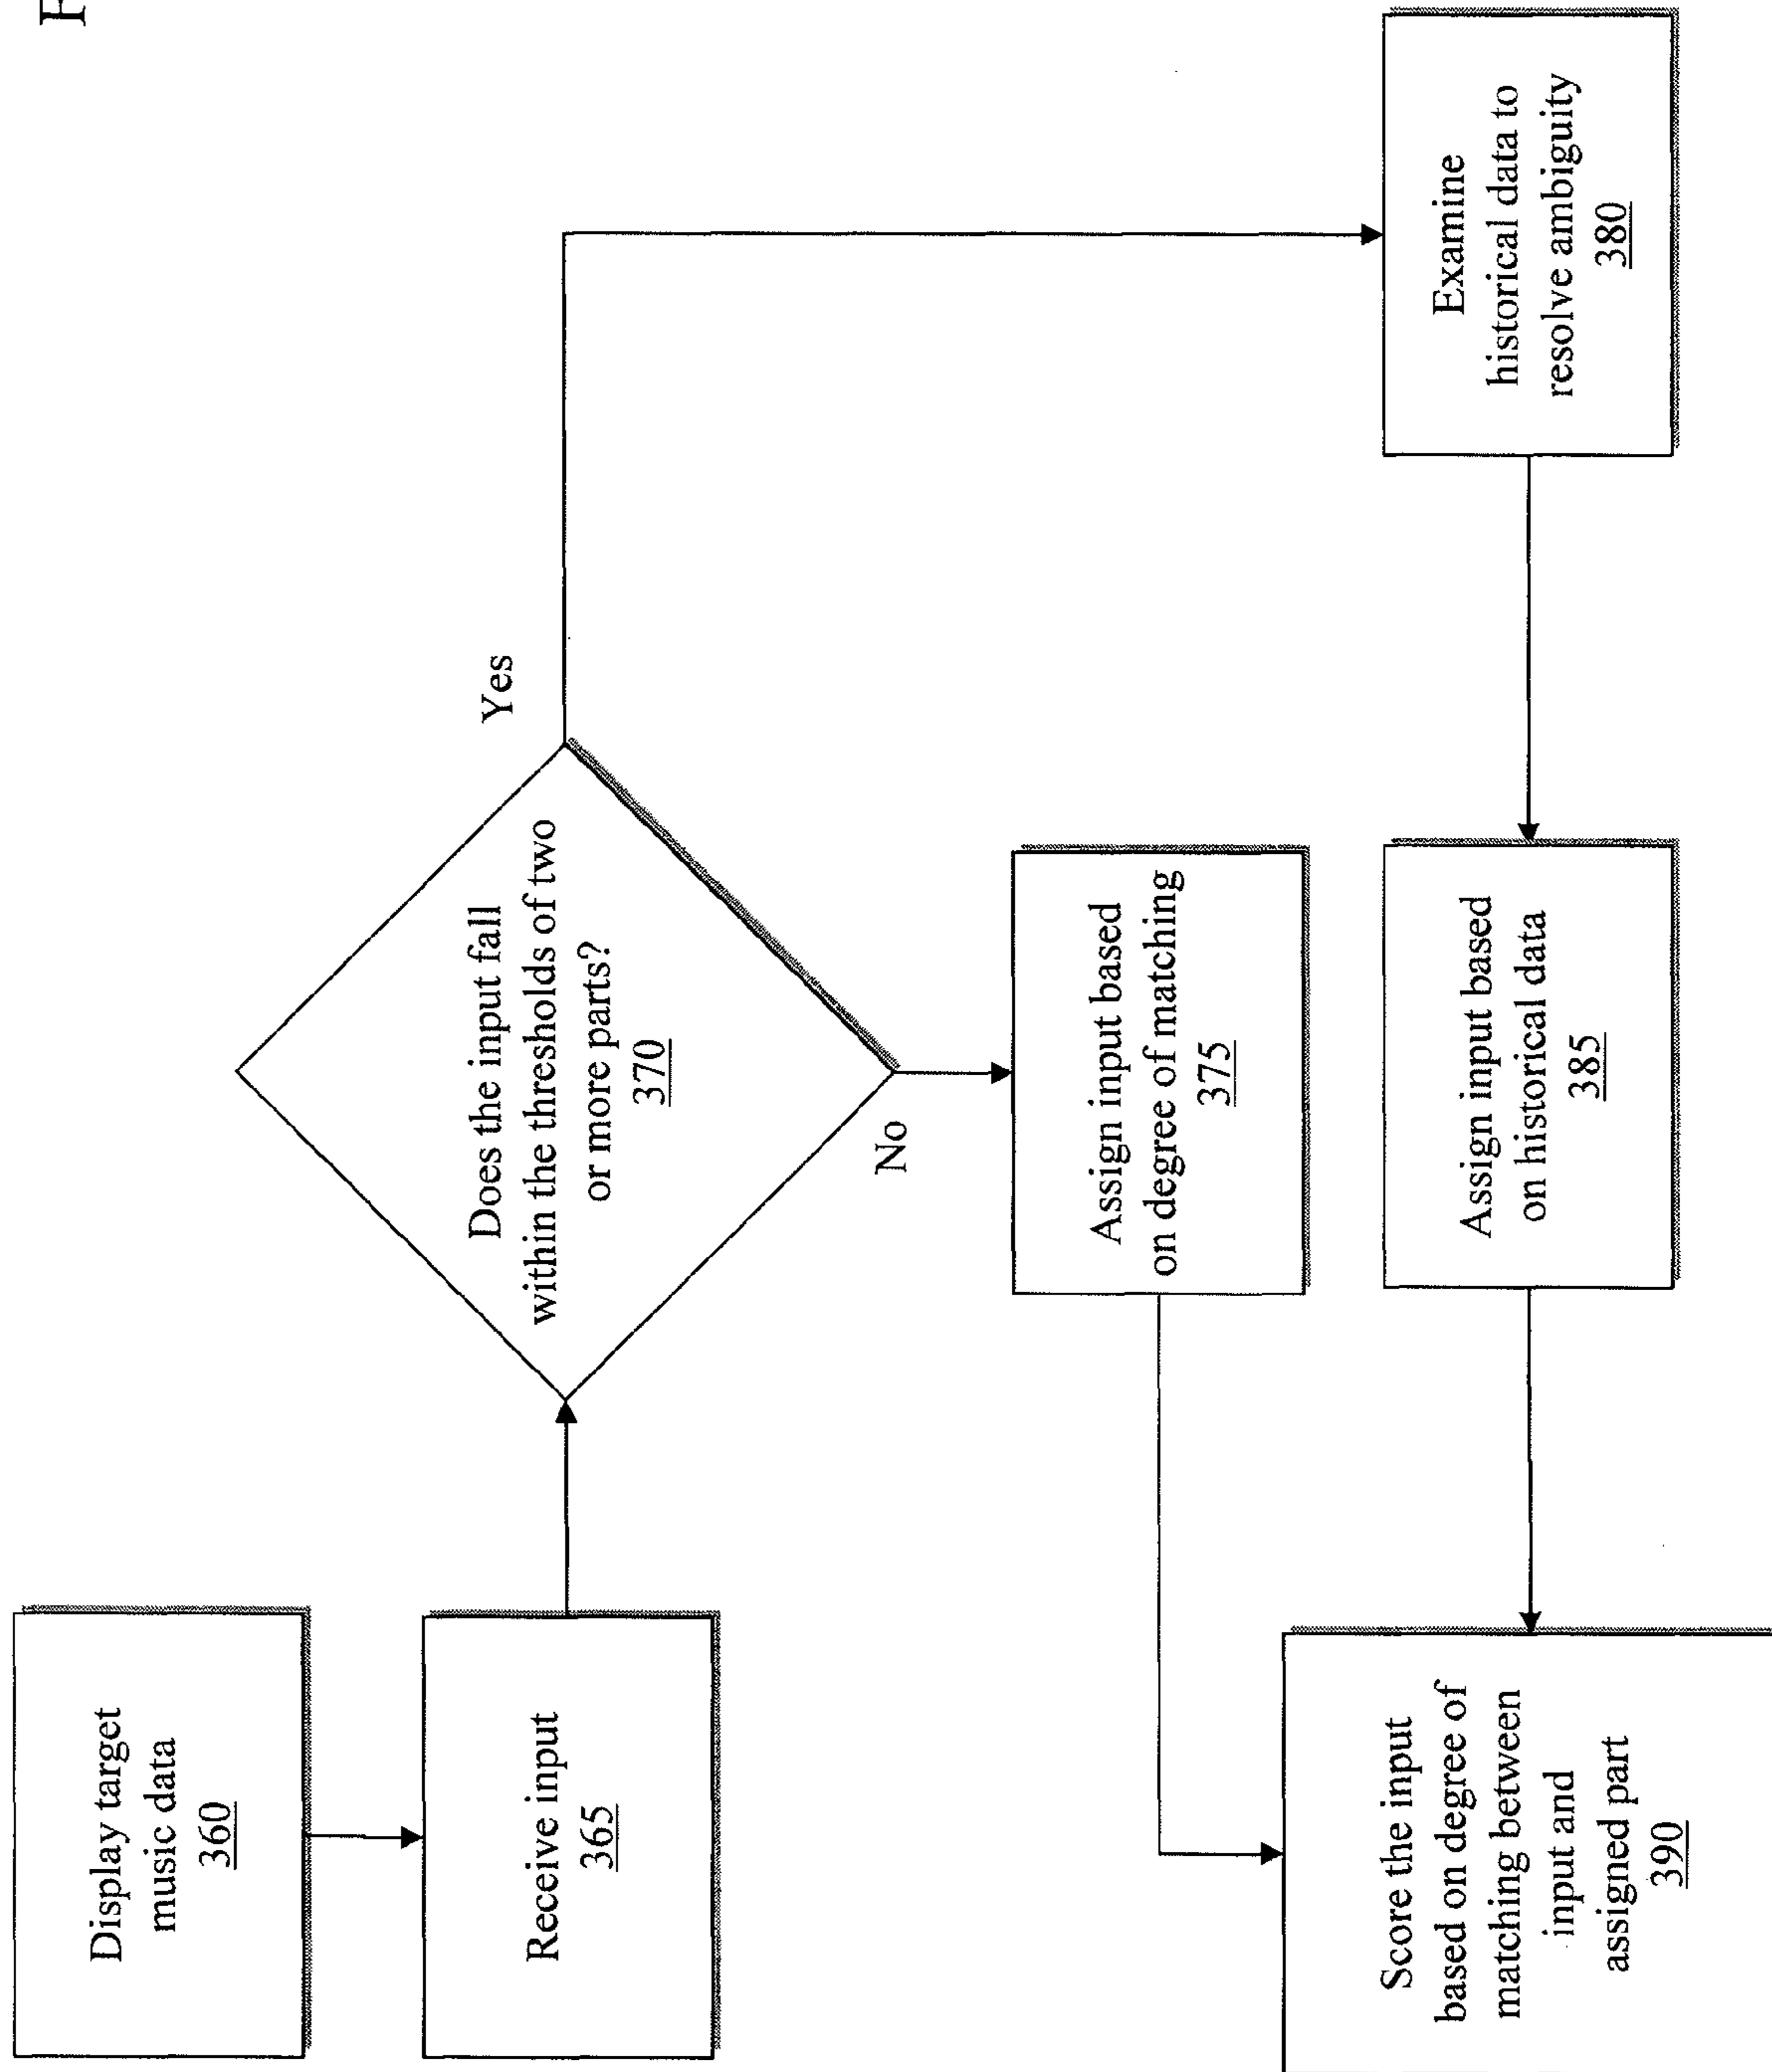 Display target
music data
360
Receive input
365
Does the input fall
within the thresholds of two
or more parts?
370
Yes
No
Assign input based
on degree of matching
375
Examine
historical data to
resolve ambiguity
380
Assign input based
on historical data
385
Score the input
based on degree of
matching between
input and
assigned part
390